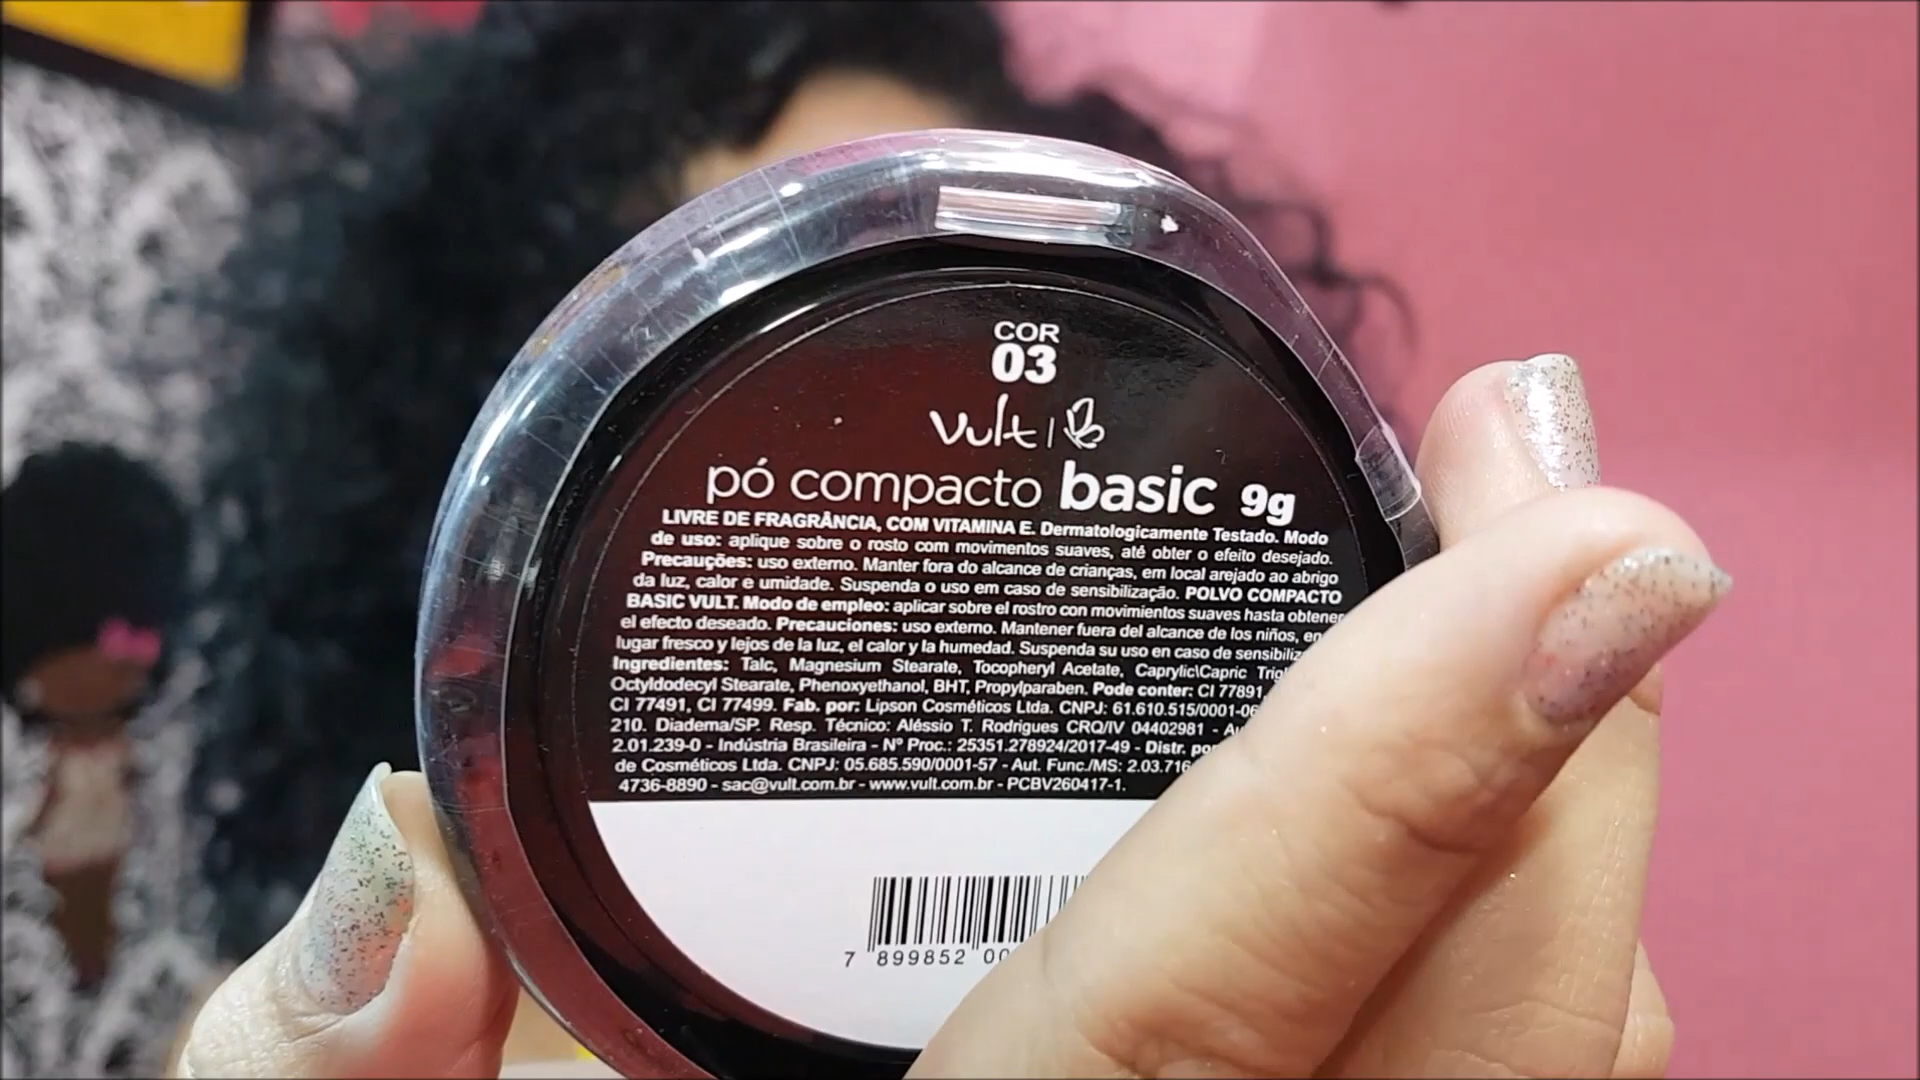 COR
03
Vult
pó compacto basic 9g
LIVRE DE FRAGRÂNCIA, COM VITAMINA E. Dermatologicamente Testado. Modo
de uso: aplique sobre o rosto com movimentos suaves, até obter o efeito desejado.
Precauções: uso externo. Manter fora do alcance de crianças, em local arejado ao abrigo
da luz, calor e umidade. Suspenda o uso em caso de sensibilização. POLVO COMPACTO
BASIC VULT. Modo de empleo: aplicar sobre el rostro con movimientos suaves hasta obtener
el efecto deseado. Precauciones: uso externo. Mantener fuera del alcance de los niños, en
lugar fresco y lejos de la luz, el calor y la humedad. Suspenda su uso en caso de
Ingredientes: Talc, Magnesium Stearate, Tocopheryl Acetate, Caprylic\Capric
Octyldodecyl Stearate, Phenoxyethanol, BHT, Propylparaben. Pode conter: CI 77891,
CI 77491, CI 77499. Fab. por: Lipson Cosméticos Ltda. CNPJ: 61.610.515/0001-06
210. Diadema/SP. Resp. Técnico: Aléssio T. Rodrigues CRQ/IV 04402981 -
2.01.239-0 - Indústria Brasileira - Nº Proc.: 25351.278924/2017-49 - Distr. por
de Cosméticos Ltda. CNPJ: 05.685.590/0001-57 - Aut. Func./MS: 2.03.716
4736-8890 - sac@vult.com.br - www.vult.com.br - PCBV260417-1.
7 899852 00